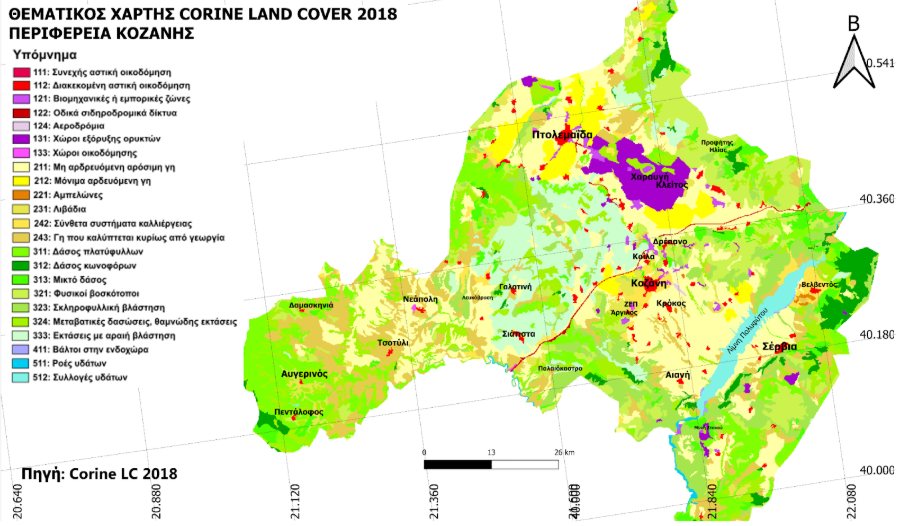 ΘΕΜΑΤΙΚΟΣ ΧΑΡΤΗΣ CORINE LAND COVER 2018
ΠΕΡΙΦΕΡΕΙΑ ΚΟΖΑΝΗΣ
Υπόμνημα
111: Συνεχής αστική οικοδόμηση
112: Διακεκομένη αστική οικοδόμηση
121: Βιομηχανικές ή εμπορικές ζώνες
122: Οδικά σιδηροδρομικά δίκτυα
124: Αεροδρόμια
131: Χώροι εξόρυξης ορυκτών
133: Χώροι οικοδόμησης
211: Μη αρδρευόμενη αρόσιμη γη
212: Μόνιμα αρδευόμενη γη
221: Αμπελώνες
231: Λιβάδια
242: Σύνθετα συστήματα καλλιέργειας
243: Γη που καλύπτεται κυρίως από γεωργία
311: Δάσος πλατύφυλλων
312: Δάσος κωνοφόρων
313: Μικτό δάσος
321: Φυσικοί βοσκότοποι
323: Σκληροφυλλική βλάστηση
324: Μεταβατικές δασώσεις, θαμνώδης εκτάσεις
333: Εκτάσεις με αραιή βλάστηση
411: Βάλτοι στην ενδοχώρα
511: Ροές υδάτων
512: Συλλογές υδάτων
Β
0.541
Πτολεμαΐδα
Προφήτης
Ηλίας
Χαραυγή
Κλείτος
40.360
Δρέπανο
Κοίλα
Κοζάνη
Γαλατινή
Λευκόβρυση
Νεάπολη
Δαμασκηνιά
ΖΕΠ
Κρόκος
Άργιλος
Βελβεντός
Λίμνη Πολυφύτου
Σιάτιστα
Τσοτύλι
40.180
Σέρβια
Παλαιόκαστρο
Αιανή
Αυγερινός
Πεντάλοφος
Πηγή: Corine LC 2018
0
13
26 km
40.000
20.640
20.880
21.120
21.360
21.840
22.080